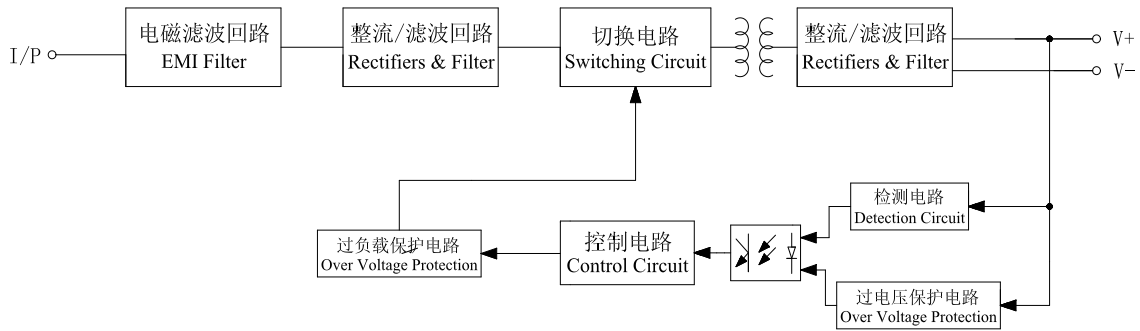 I/P
电磁滤波回路
EMI Filter
整流/滤波回路
Rectifiers & Filter
切换电路
Switching Circuit
整流/滤波回路
Rectifiers & Filter
V+
V-
检测电路
Detection Circuit
过负载保护电路
Over Voltage Protection
控制电路
Control Circuit
过电压保护电路
Over Voltage Protection